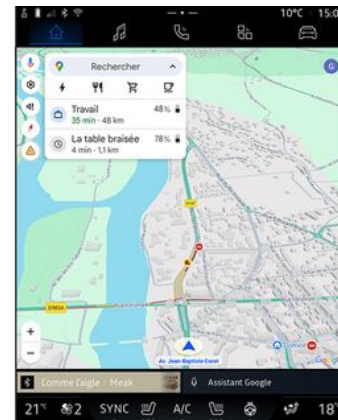 10°C 15:0
Rechercher
G
Travail 48%
35 min · 48 km
La table braisée 78%
4 min · 1,1 km
Av. Jean-Baptiste Corot
Google
Comme l'aigle · Meak
Assistant Google
21° 2 SYNC A/C 18°